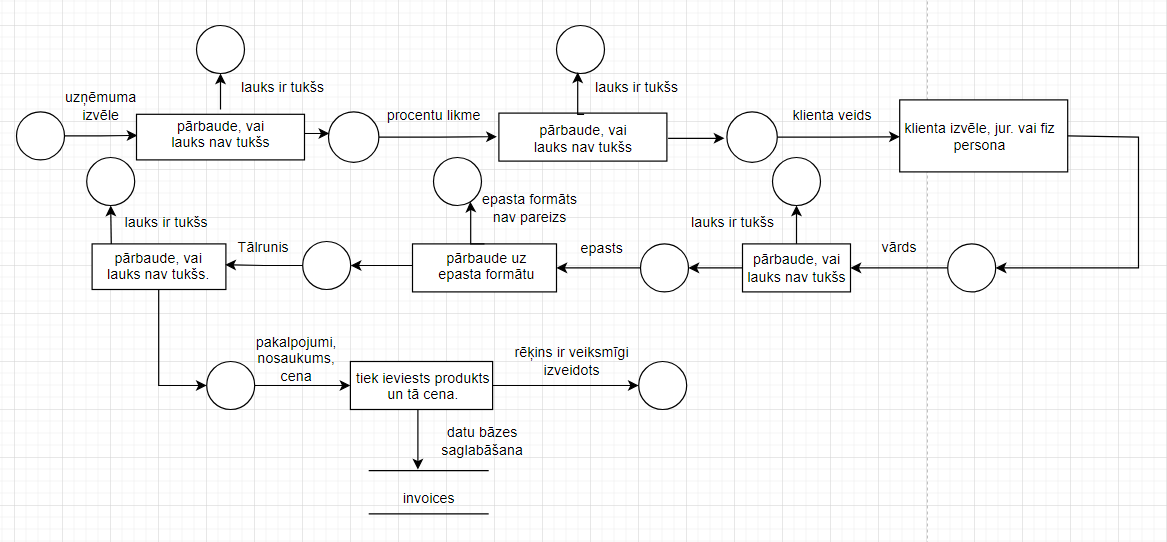 lauks ir tukšs
lauks ir tukšs
uzņēmuma
izvēle
pārbaude, vai
lauks nav tukšs
procentu likme
pārbaude, vai
lauks nav tukšs
klienta veids
klienta izvēle, jur. vai fiz
persona
lauks ir tukšs
epasta formāts
nav pareizs
lauks ir tukšs
vārds
pārbaude, vai
lauks nav tukšs
epasts
pārbaude uz
epasta formātu
Tālrunis
pārbaude, vai
lauks nav tukšs.
pakalpojumi,
nosaukums,
cena
tiek ieviests produkts
un tā cena.
rēķins ir veiksmīgi
izveidots
datu bāzes
saglabāšana
invoices